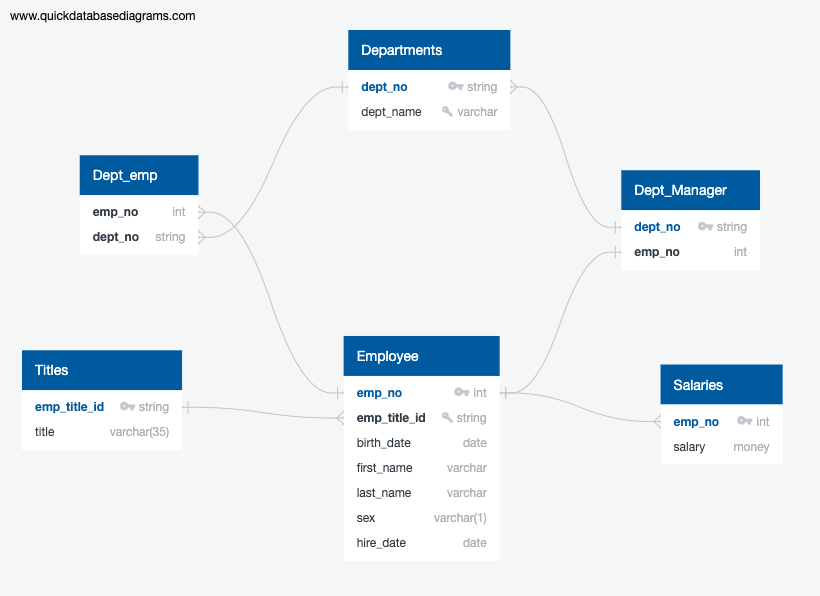 www.quickdatabasediagrams.com
Departments
dept_no string
dept_name varchar
Dept_emp
emp_no int
dept_no string
Dept_Manager
dept_no string
emp_no int
Titles
emp_title_id string
title varchar(35)
Employee
emp_no int
emp_title_id string
birth_date date
first_name varchar
last_name varchar
sex varchar(1)
hire_date date
Salaries
emp_no int
salary money